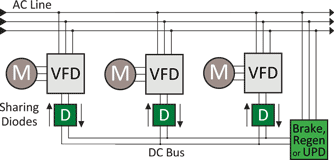 AC Line
M
VFD
M
VFD
M
VFD
Sharing
Diodes
D
D
D
DC Bus
Brake,
Regen
or UPD